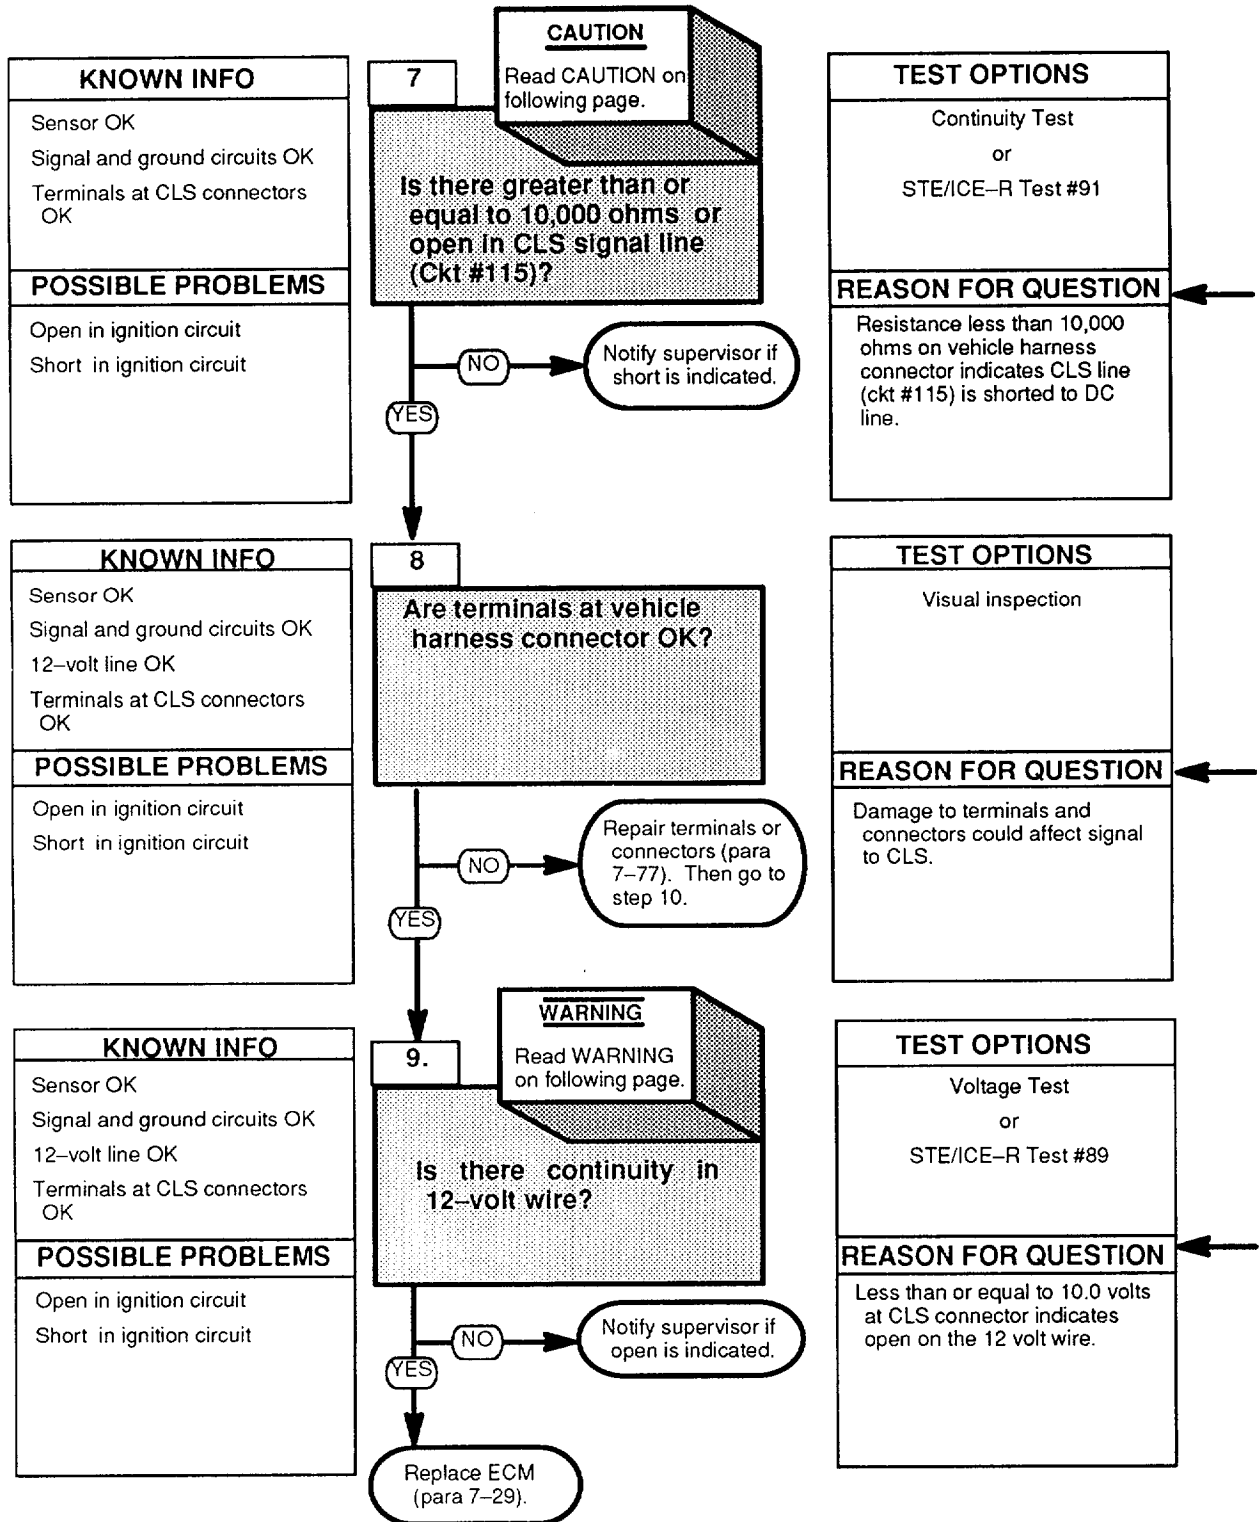 KNOWN INFO
Sensor OK
Signal and ground circuits OK
Terminals at CLS connectors
OK
POSSIBLE PROBLEMS
Open in ignition circuit
Short in ignition circuit
7
CAUTION
Read CAUTION on
following page.
Is there greater than or
equal to 10,000 ohms or
open in CLS signal line
(Ckt #115)?
NO
Notify supervisor if
short is indicated.
YES
TEST OPTIONS
Continuity Test
or
STE/ICE–R Test #91
REASON FOR QUESTION
Resistance less than 10,000
ohms on vehicle harness
connector indicates CLS line
(ckt #115) is shorted to DC
line.
KNOWN INFO
Sensor OK
Signal and ground circuits OK
12–volt line OK
Terminals at CLS connectors
OK
POSSIBLE PROBLEMS
Open in ignition circuit
Short in ignition circuit
8
Are terminals at vehicle
harness connector OK?
NO
Repair terminals or
connectors (para
7–77). Then go to
step 10.
YES
TEST OPTIONS
Visual inspection
REASON FOR QUESTION
Damage to terminals and
connectors could affect signal
to CLS.
KNOWN INFO
Sensor OK
Signal and ground circuits OK
12–volt line OK
Terminals at CLS connectors
OK
POSSIBLE PROBLEMS
Open in ignition circuit
Short in ignition circuit
9.
WARNING
Read WARNING
on following page.
Is there continuity in
12–volt wire?
NO
Notify supervisor if
open is indicated.
YES
Replace ECM
(para 7–29).
TEST OPTIONS
Voltage Test
or
STE/ICE–R Test #89
REASON FOR QUESTION
Less than or equal to 10.0 volts
at CLS connector indicates
open on the 12 volt wire.